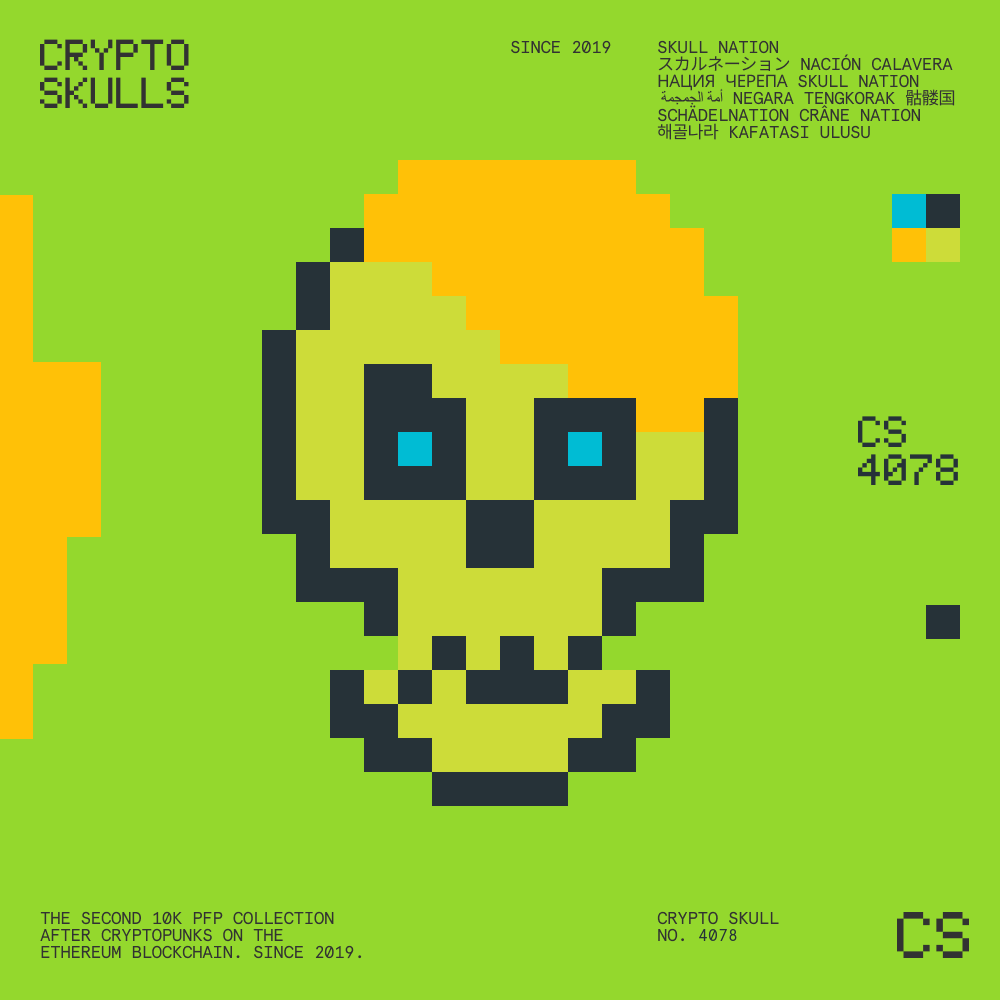 CRYPTO
SKULLS
SINCE 2019
SKULL NATION
スカルネーション NACIÓN CALAVERA
НАЦИЯ ЧЕРЕПА SKULL NATION
أمة الجمجمة NEGARA TENGKORAK 骷髅国
SCHÄDELNATION CRÂNE NATION
해골나라 KAFATASI ULUSU
CS
4078
THE SECOND 10K PFP COLLECTION
AFTER CRYPTOPUNKS ON THE
ETHEREUM BLOCKCHAIN. SINCE 2019.
CRYPTO SKULL
NO. 4078
CS